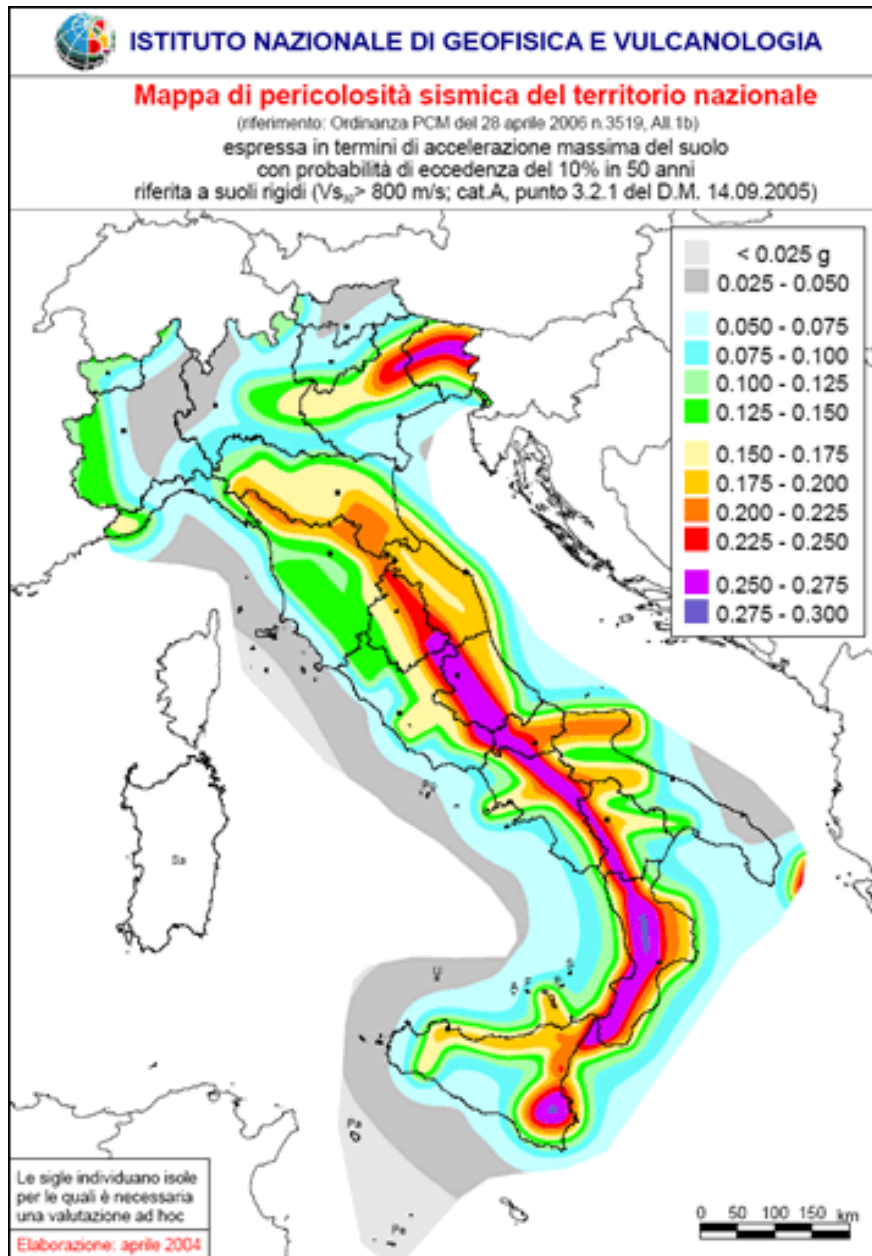 ISTITUTO NAZIONALE DI GEOFISICA E VULCANOLOGIA
Mappa di pericolosità sismica del territorio nazionale
(riferimento: Ordinanza PCM del 28 aprile 2006 n.3519, All.1b)
espressa in termini di accelerazione massima del suolo
con probabilità di eccedenza del 10% in 50 anni
riferita a suoli rigidi (Vs₃₀> 800 m/s; cat.A, punto 3.2.1 del D.M. 14.09.2005)
< 0.025 g
0.025 - 0.050
0.050 - 0.075
0.075 - 0.100
0.100 - 0.125
0.125 - 0.150
0.150 - 0.175
0.175 - 0.200
0.200 - 0.225
0.225 - 0.250
0.250 - 0.275
0.275 - 0.300
Sa
U
A
Pa
Pe
Le sigle individuano isole
per le quali è necessaria
una valutazione ad hoc
Elaborazione: aprile 2004
0 50 100 150 km